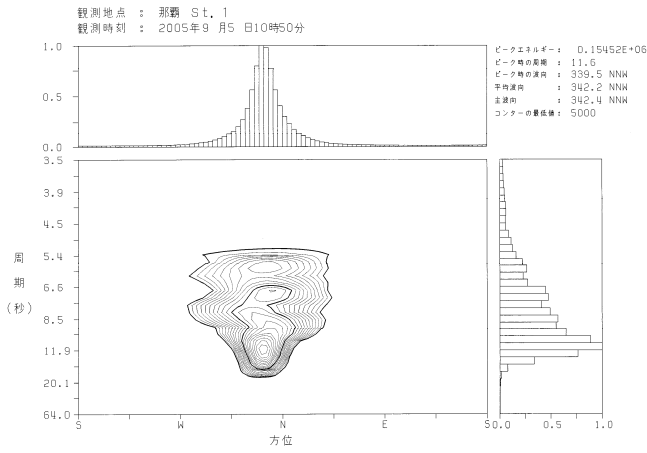 観測地点 : 那覇 St. 1
観測時刻 : 2005年9 月5 日10時50分
ピークエネルギー: 0.15452E+06
ピーク時の周期 : 11.6
ピーク時の波向 : 339.5 NNW
平均波向 : 342.2 NNW
主波向 : 342.4 NNW
コンターの最低値: 5000
1.0
0.5
0.0
3.5
3.9
4.5
5.4
6.6
8.5
11.9
20.1
64.0
周期(秒)
S W N E S
方位
0.0 0.5 1.0